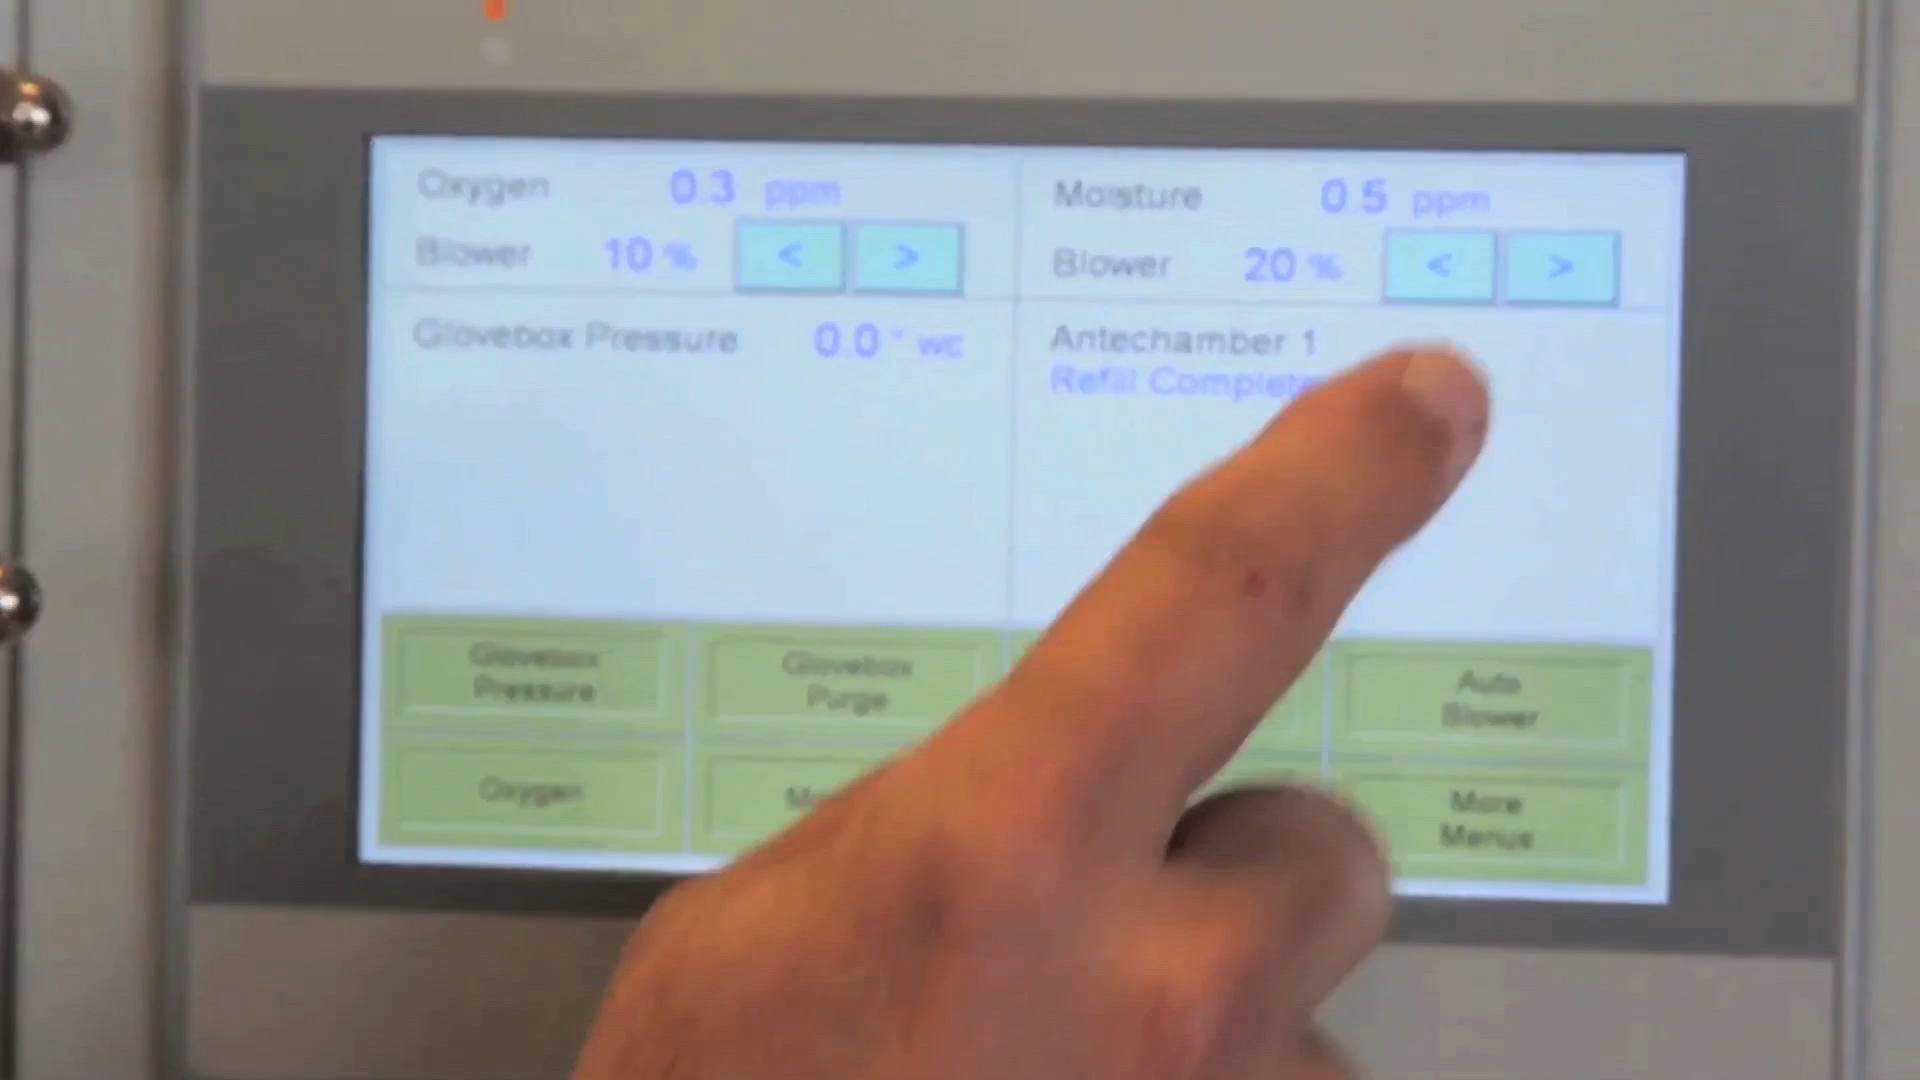 Oxygen 0.3 ppm
Blower 10 % < >
Moisture 0.5 ppm
Blower 20 % < >
Glovebox Pressure 0.0 " wc
Antechamber 1
Refill Complete
Glovebox
Pressure
Glovebox
Purge
Auto
Blower
Oxygen
More
Menus